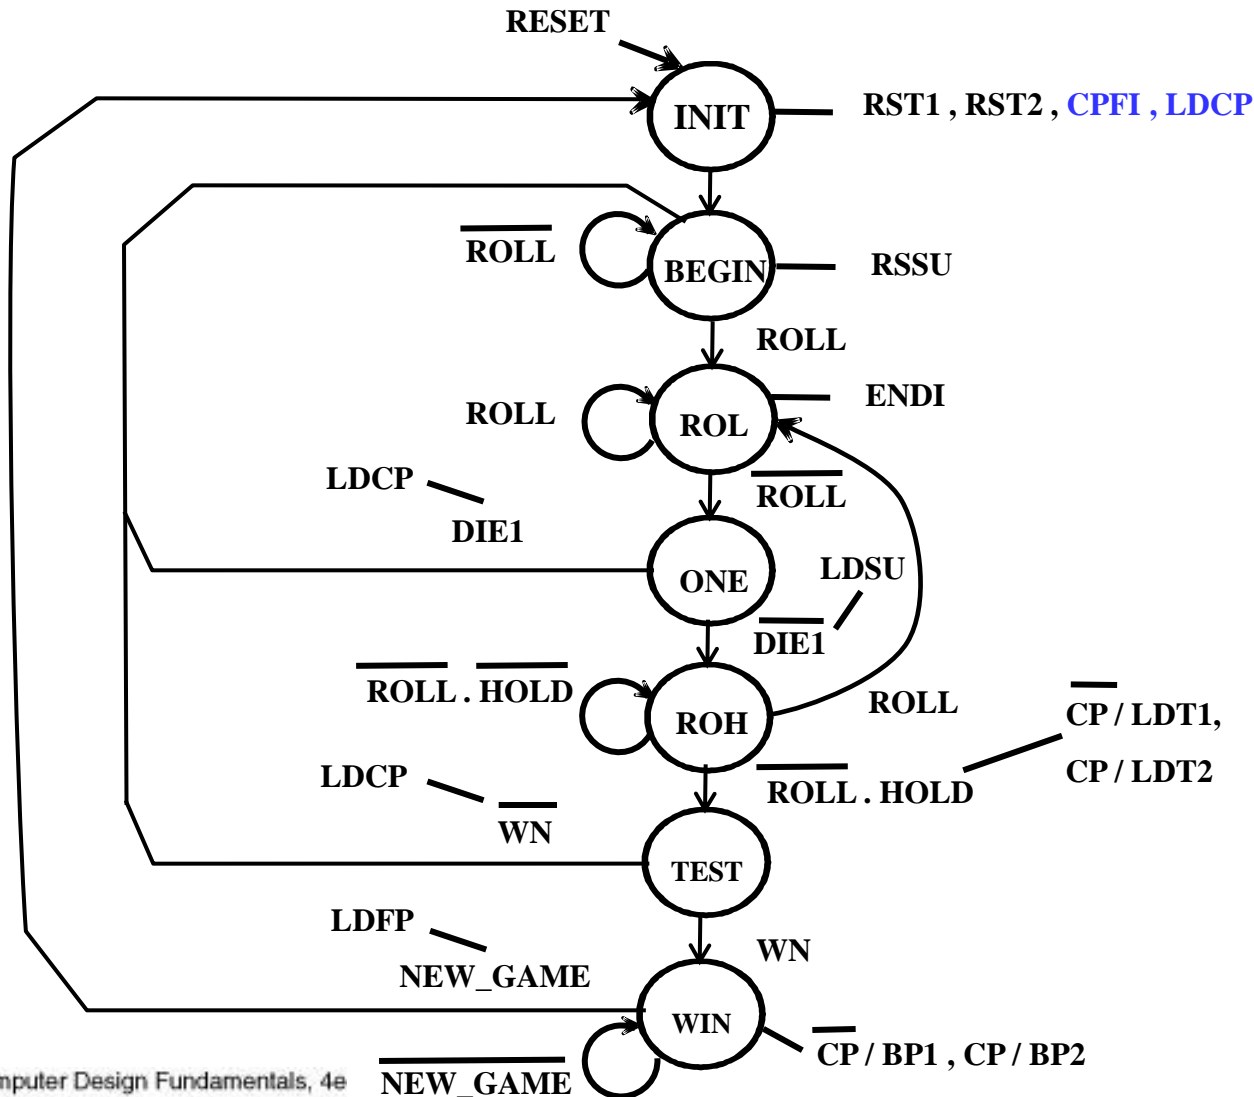 RESET
INIT
RST1 , RST2 , CPFI , LDCP
ROLL
BEGIN
RSSU
ROLL
ROLL
ROL
ENDI
ROLL
LDCP
DIE1
ONE
LDSU
DIE1
ROLL . HOLD
ROH
ROLL
CP / LDT1,
CP / LDT2
ROLL . HOLD
LDCP
WN
TEST
WN
LDFP
NEW_GAME
WIN
CP / BP1 , CP / BP2
NEW_GAME
mputer Design Fundamentals, 4e